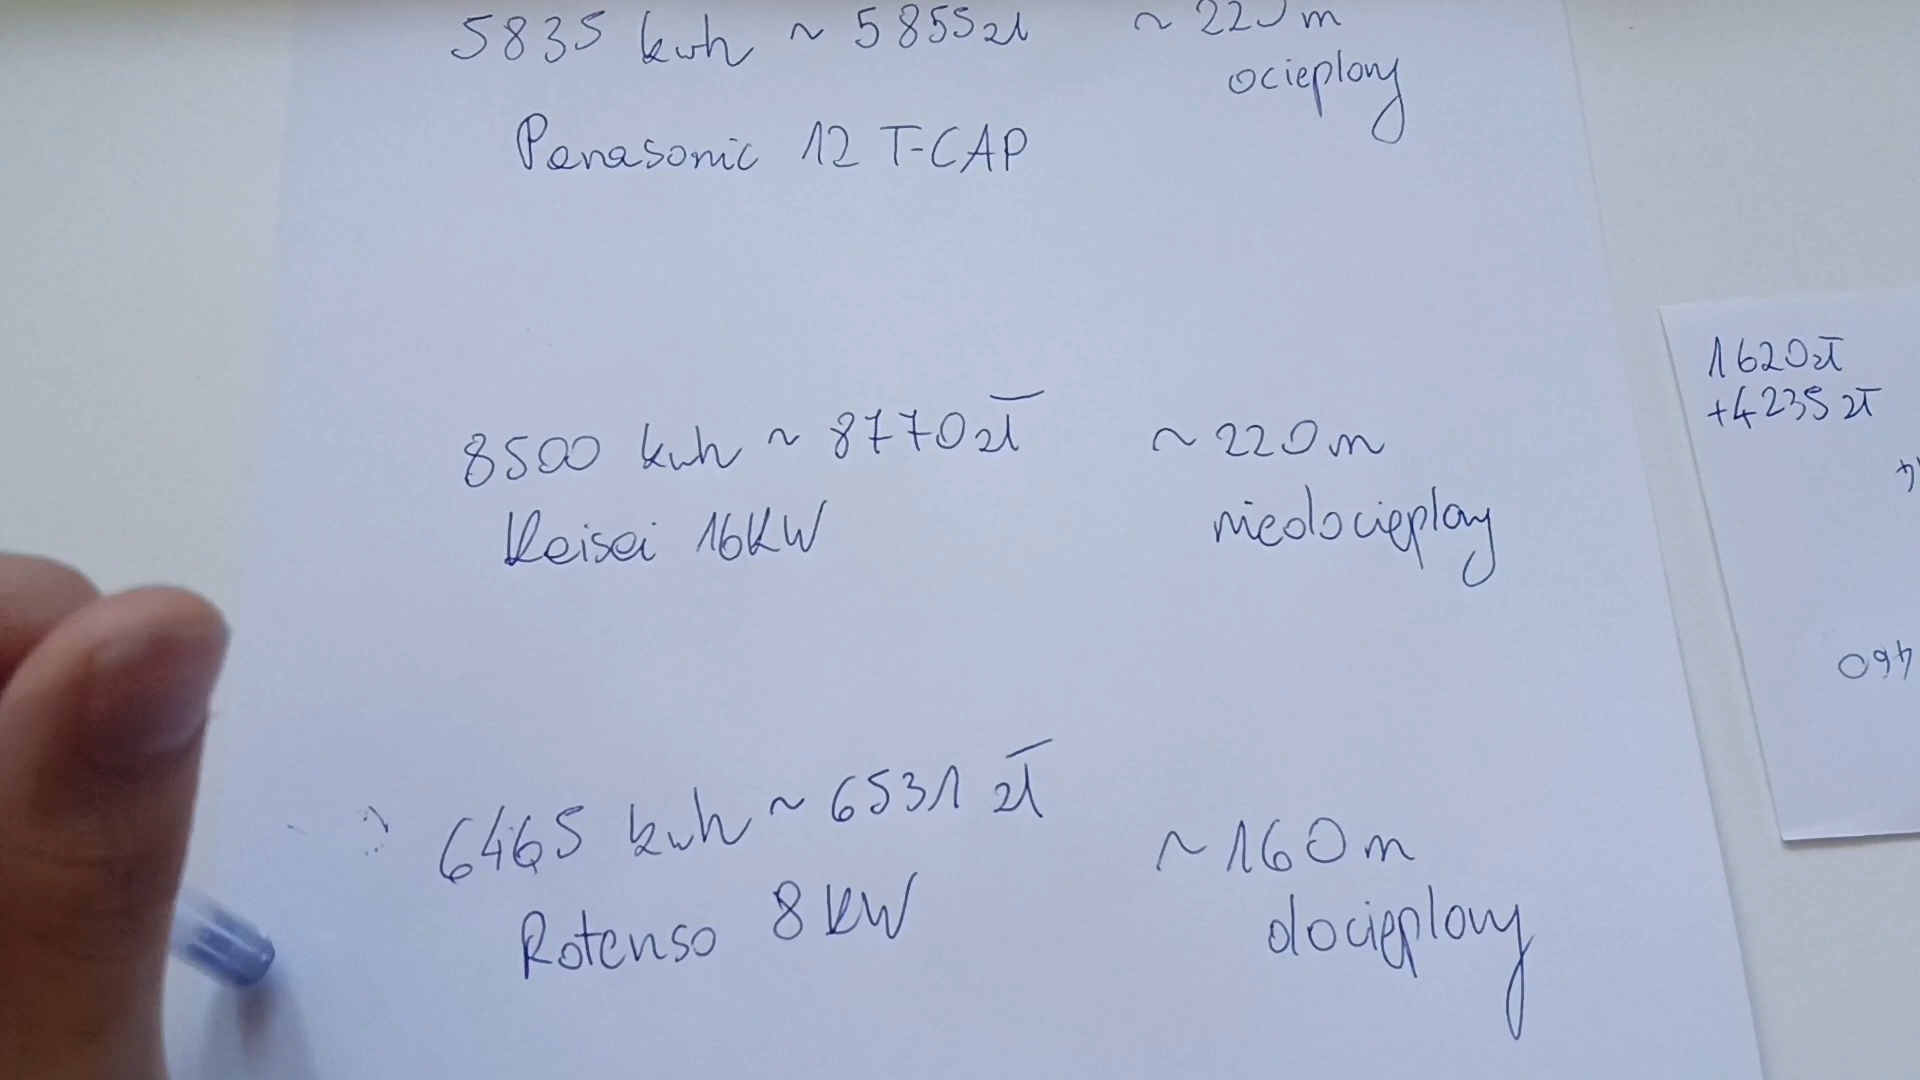 5835 kwh ~ 5855 zł ~ 220 m
ocieplony
Panasonic 12 T-CAP
8500 kwh ~ 8770 zł ~ 220 m
Keisei 16KW
niedocieplony
6465 kwh ~ 6531 zł ~ 160 m
Rotenso 8 KW
docieplony
1620 zł
+4235 zł